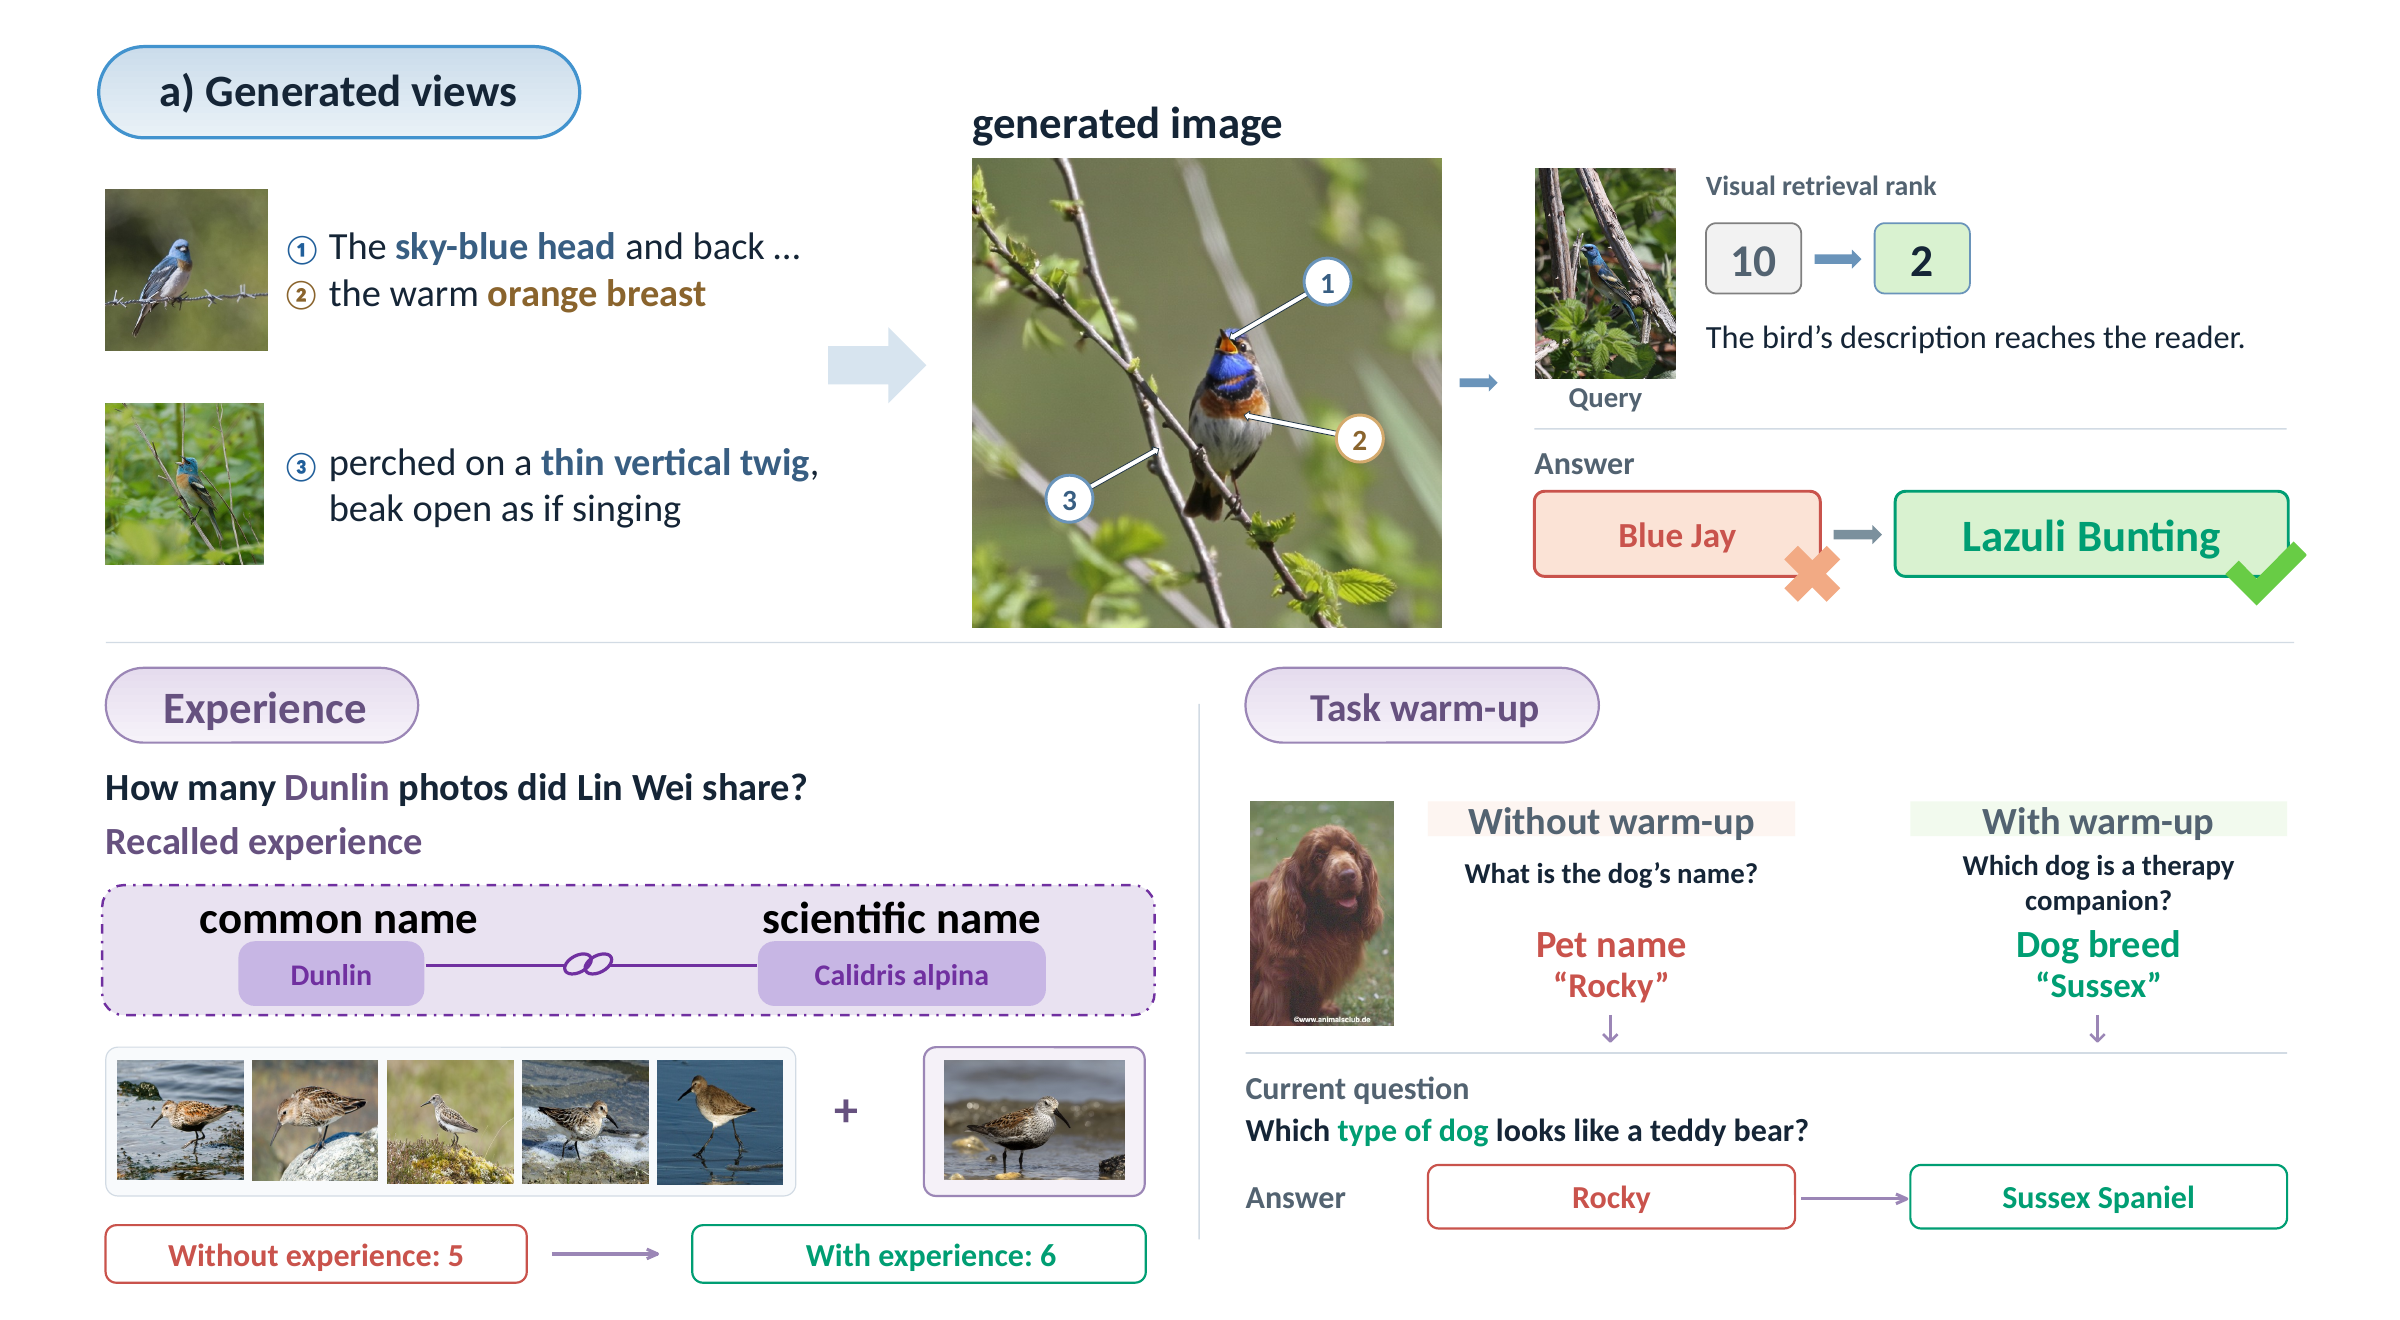 a) Generated views
generated image
① The sky-blue head and back ...
② the warm orange breast
③ perched on a thin vertical twig,
beak open as if singing
1
2
3
Query
Visual retrieval rank
10
2
The bird’s description reaches the reader.
Answer
Blue Jay
Lazuli Bunting
Experience
How many Dunlin photos did Lin Wei share?
Recalled experience
common name
scientific name
Dunlin
Calidris alpina
+
Without experience: 5
With experience: 6
Task warm-up
©www.animalsclub.de
Without warm-up
What is the dog’s name?
Pet name
“Rocky”
With warm-up
Which dog is a therapy
companion?
Dog breed
“Sussex”
Current question
Which type of dog looks like a teddy bear?
Answer
Rocky
Sussex Spaniel